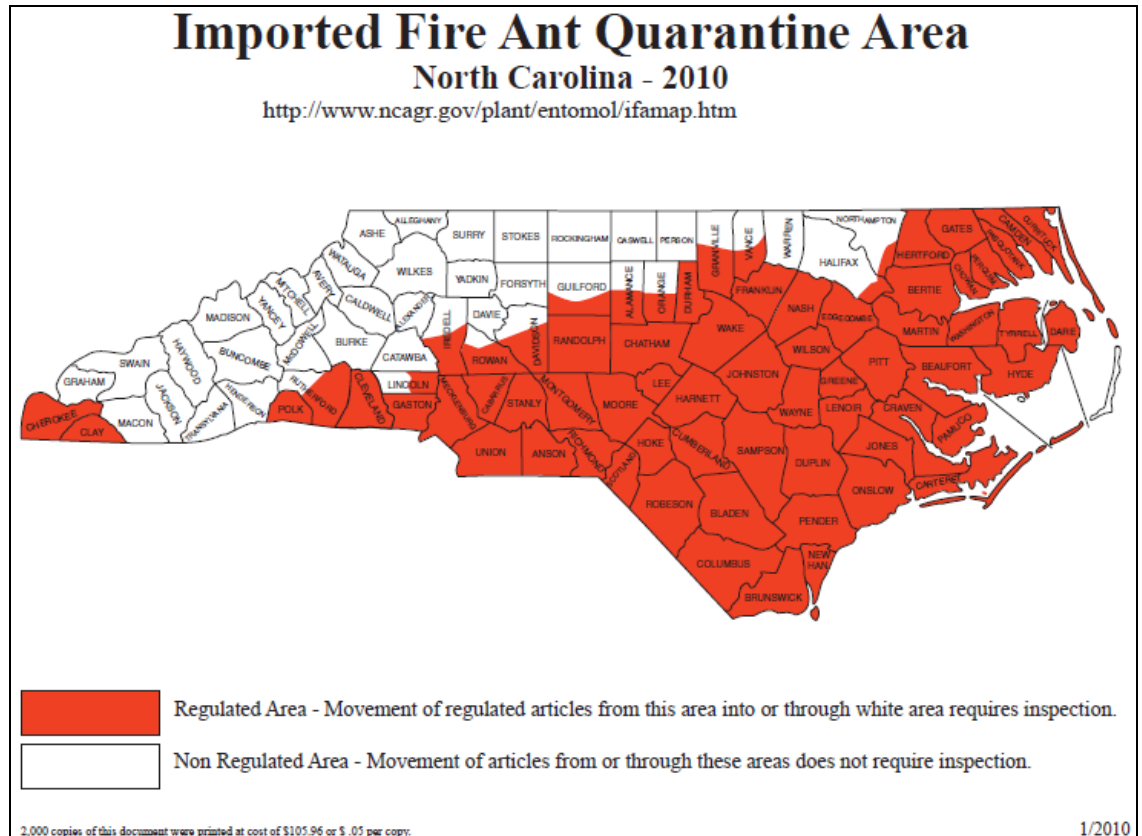 Imported Fire Ant Quarantine Area
North Carolina - 2010
http://www.ncagr.gov/plant/entomol/ifamap.htm
ALLEGHANY
ASHE
SURRY
STOKES
ROCKINGHAM
CASWELL
PERSON
GRANVILLE
VANCE
WARREN
NORTHAMPTON
GATES
CAMDEN
CURRITUCK
PASQUOTANK
PERQUIM
WATAUGA
WILKES
YADKIN
FORSYTH
GUILFORD
ALAMANCE
ORANGE
DURHAM
FRANKLIN
HALIFAX
HERTFORD
CHOWAN
BERTIE
MITCHELL
AVERY
CALDWELL
ALEXANDER
IREDELL
DAVIE
DAVIDSON
RANDOLPH
CHATHAM
WAKE
NASH
EDGECOMBE
MARTIN
WASHINGTON
TYRRELL
DARE
MADISON
YANCEY
McDOWELL
BURKE
CATAWBA
ROWAN
WILSON
PITT
BEAUFORT
HYDE
SWAIN
HAYWOOD
BUNCOMBE
RUTHERFORD
CLEVELAND
LINCOLN
GASTON
MECKLENBURG
CABARRUS
STANLY
MONTGOMERY
MOORE
LEE
HARNETT
JOHNSTON
GREENE
GRAHAM
JACKSON
HENDERSON
POLK
WAYNE
LENOIR
CRAVEN
PAMLICO
CHEROKEE
CLAY
MACON
TRANSYLVANIA
UNION
ANSON
RICHMOND
SCOTLAND
HOKE
CUMBERLAND
SAMPSON
DUPLIN
JONES
ONSLOW
CARTERET
ROBESON
BLADEN
PENDER
COLUMBUS
NEW
HAN
BRUNSWICK
Regulated Area - Movement of regulated articles from this area into or through white area requires inspection.
Non Regulated Area - Movement of articles from or through these areas does not require inspection.
2,000 copies of this document were printed at cost of $105.96 or $ .05 per copy.
1/2010